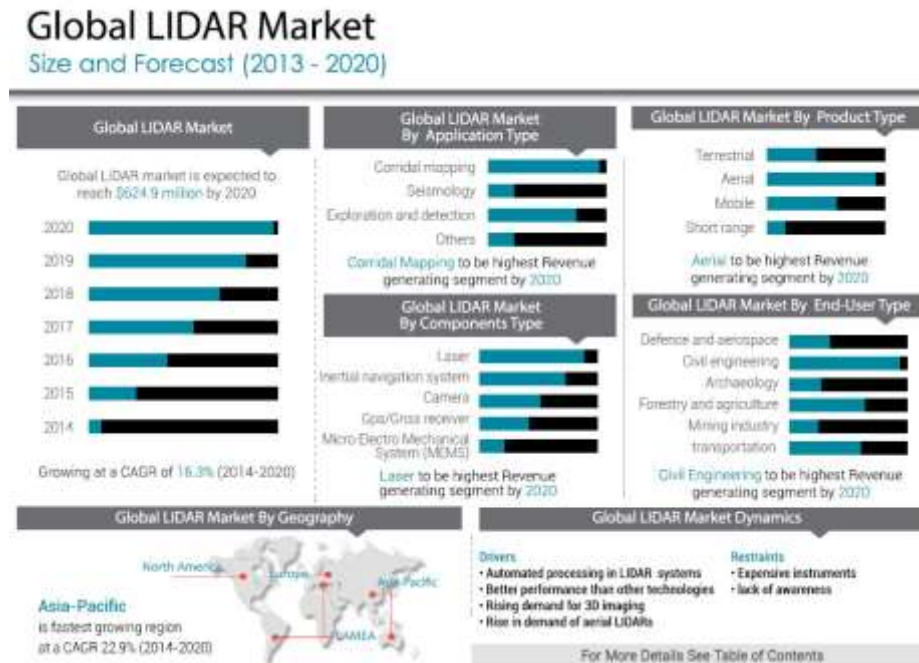 Global LIDAR Market
Size and Forecast (2013 - 2020)
Global LIDAR Market
Global LiDAR market is expected to
reach $624.9 million by 2020
2020
2019
2018
2017
2016
2015
2014
Growing at a CAGR of 16.3% (2014-2020)
Global LIDAR Market
By Application Type
Corridal mapping
Seismology
Exploration and detection
Others
Corridal Mapping to be highest Revenue
generating segment by 2020
Global LIDAR Market
By Components Type
Laser
Inertial navigation system
Camera
Gps/Gnss receiver
Micro Electro Mechanical
System (MEMS)
Laser to be highest Revenue
generating segment by 2020
Global LIDAR Market By Product Type
Terrestrial
Aerial
Mobile
Short range
Aerial to be highest Revenue
generating segment by 2020
Global LIDAR Market By End-User Type
Defence and aerospace
Civil engineering
Archaeology
Forestry and agriculture
Mining industry
transportation
Civil Engineering to be highest Revenue
generating segment by 2020
Global LIDAR Market By Geography
North America
Europe
Asia-Pacific
LAMEA
Asia-Pacific
is fastest growing region
at a CAGR 22.9% (2014-2020)
Global LIDAR Market Dynamics
Drivers
• Automated processing in LIDAR systems
• Better performance than other technologies
• Rising demand for 3D imaging
• Rise in demand of aerial LIDARs
Restraints
• Expensive instruments
• lack of awareness
For More Details See Table of Contents